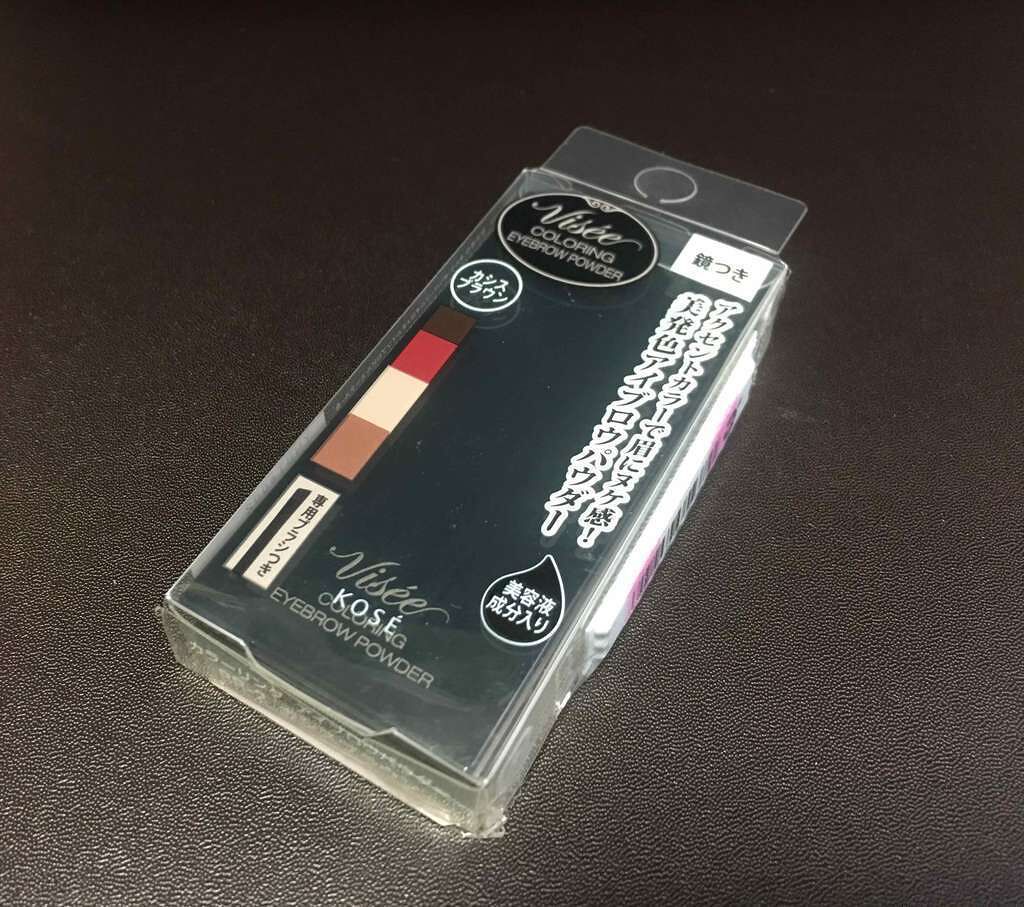 Visée
COLORING
EYEBROW POWDER
鏡つき
カシス
ブラウン
アクセントカラーで眉にヌケ感!
美発色アイブロウパウダー
専用ブラシつき
美容液
成分入り
Visée
KOSÉ
COLORING
EYEBROW POWDER